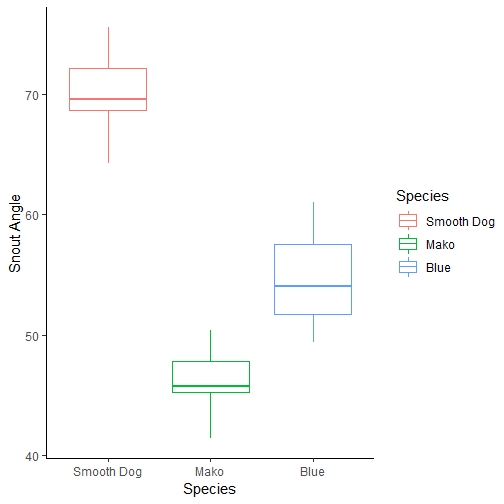 Snout Angle
70
60
50
40
Smooth Dog
Mako
Blue
Species
Species
Smooth Dog
Mako
Blue